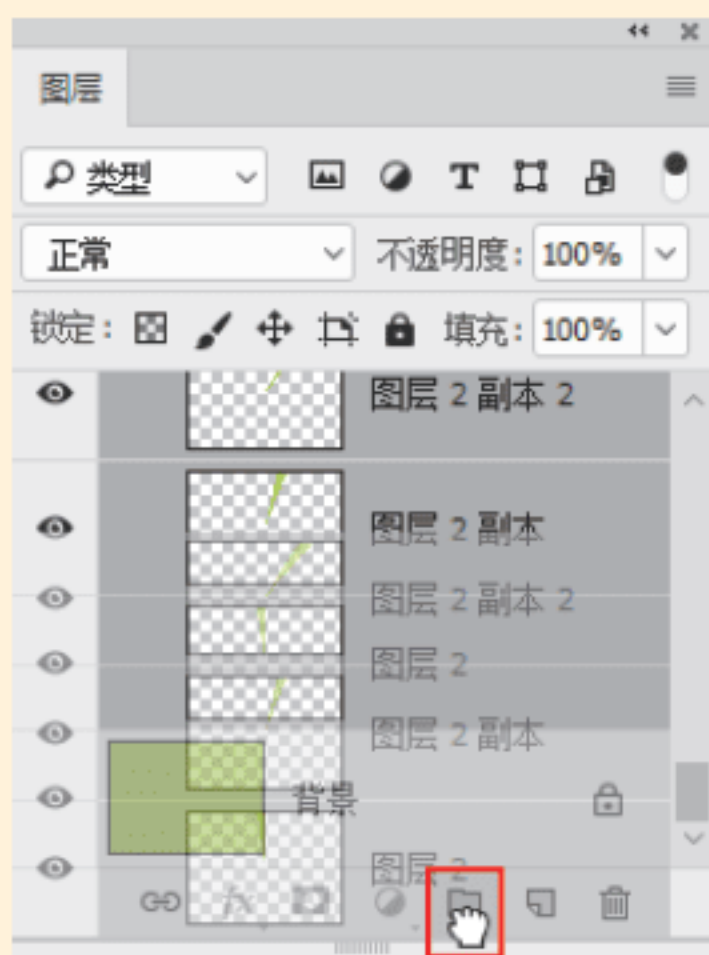 图层
类型
T
正常 不透明度: 100%
锁定: 填充: 100%
图层 2 副本 2
图层 2 副本
图层 2 副本 2
图层 2
图层 2 副本
背景
图层 2
fx